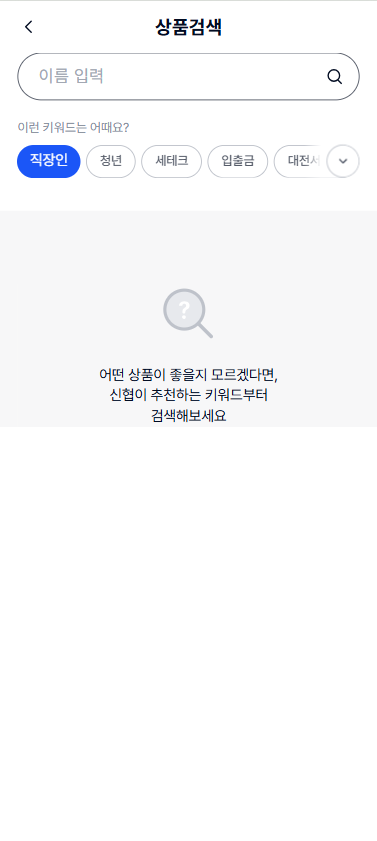 상품검색
이름 입력
이런 키워드는 어때요?
직장인 청년 세테크 입출금 대전
?
어떤 상품이 좋을지 모르겠다면,
신협이 추천하는 키워드부터
검색해보세요